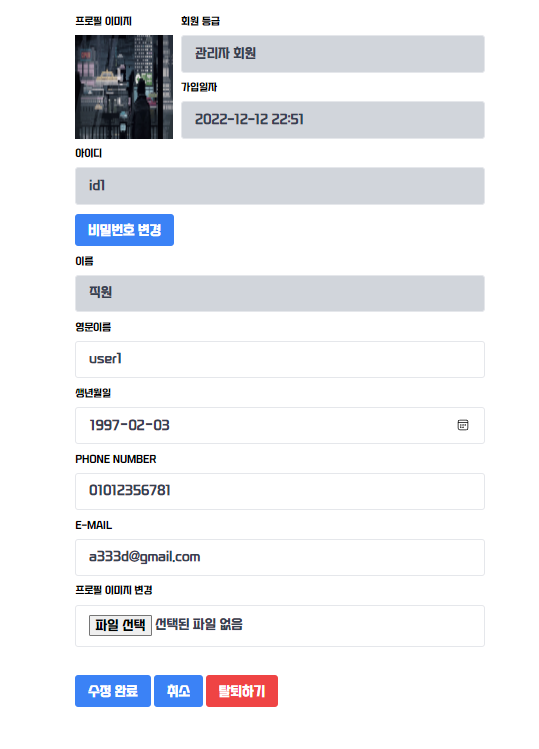 프로필 이미지
회원 등급
관리자 회원
가입일자
2022-12-12 22:51
아이디
id1
비밀번호 변경
이름
직원
영문이름
user1
생년월일
1997-02-03
PHONE NUMBER
01012356781
E-MAIL
a333d@gmail.com
프로필 이미지 변경
파일 선택 선택된 파일 없음
수정 완료 취소 탈퇴하기